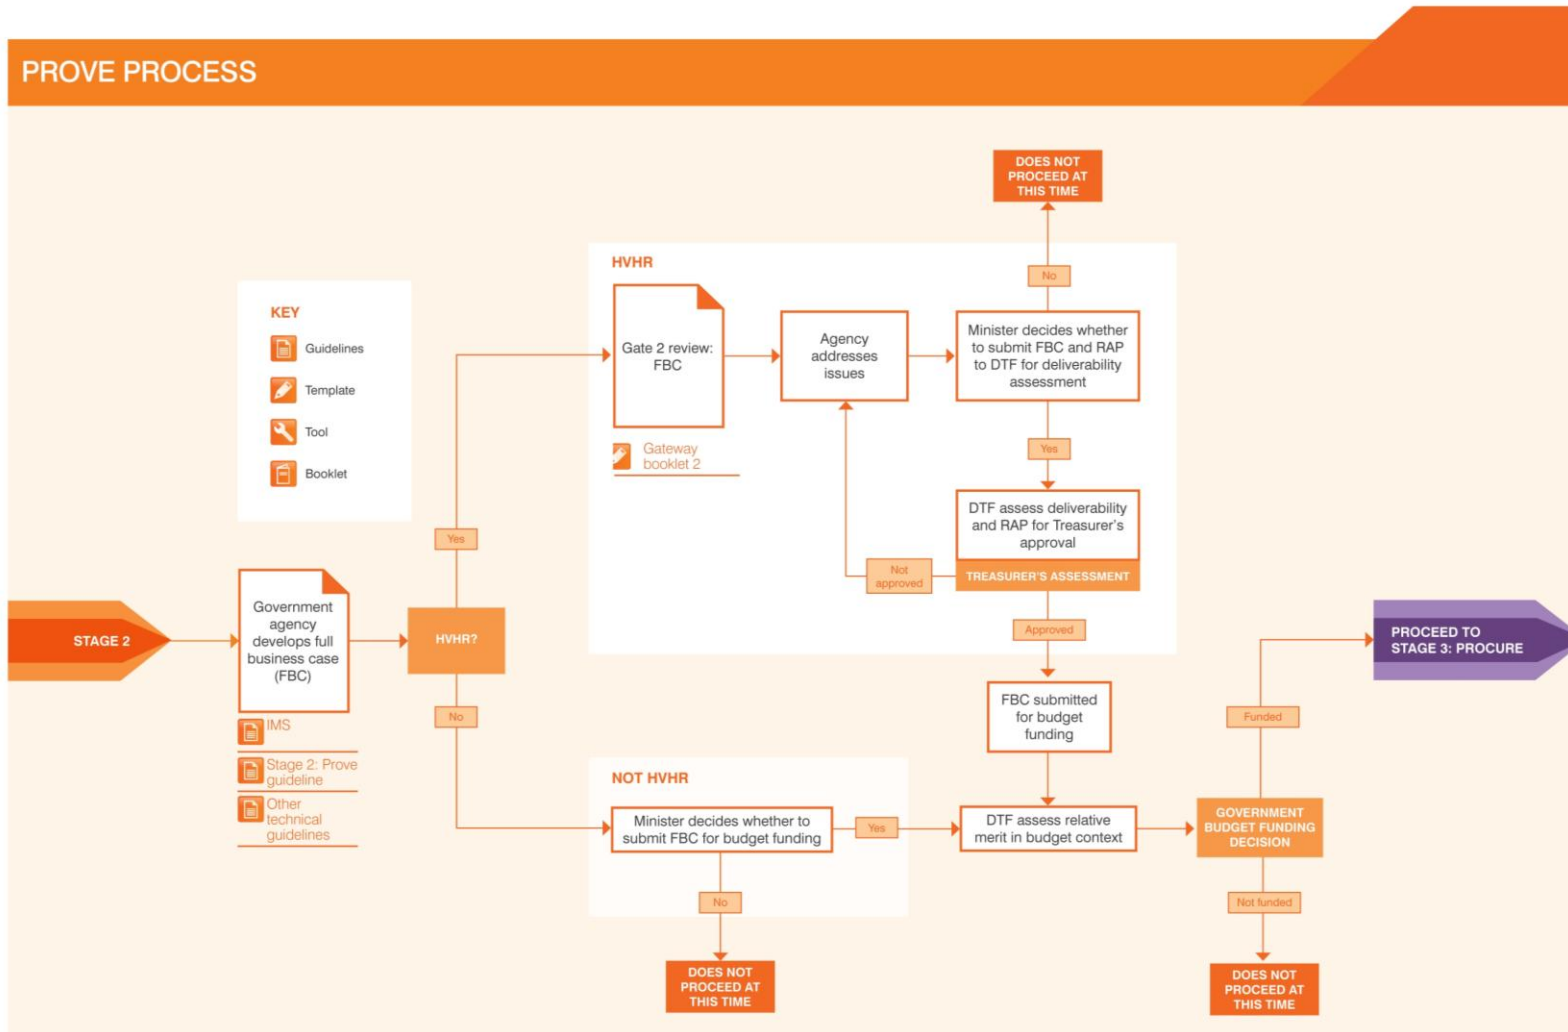 PROVE PROCESS
DOES NOT
PROCEED AT
THIS TIME
No
HVHR
Gate 2 review:
FBC
Gateway
booklet 2
Agency
addresses
issues
Minister decides whether
to submit FBC and RAP
to DTF for deliverability
assessment
Yes
DTF assess deliverability
and RAP for Treasurer's
approval
TREASURER'S ASSESSMENT
Not
approved
Approved
KEY
Guidelines
Template
Tool
Booklet
STAGE 2
Government
agency
develops full
business case
(FBC)
IMS
Stage 2: Prove
guideline
Other
technical
guidelines
Yes
HVHR?
No
FBC submitted
for budget
funding
NOT HVHR
Minister decides whether to
submit FBC for budget funding
Yes
No
DOES NOT
PROCEED AT
THIS TIME
DTF assess relative
merit in budget context
GOVERNMENT
BUDGET FUNDING
DECISION
Funded
PROCEED TO
STAGE 3: PROCURE
Not funded
DOES NOT
PROCEED AT
THIS TIME